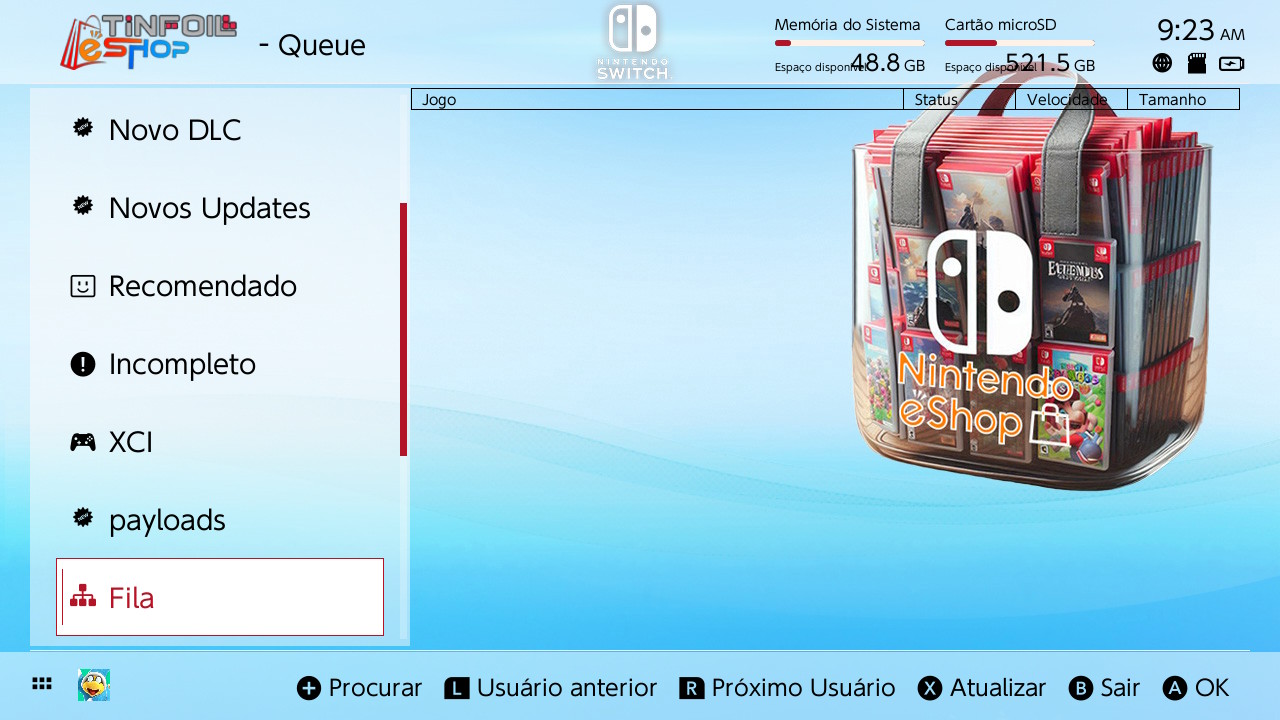 TiNFOiL
eSHOP
- Queue
NINTENDO
SWITCH
Memória do Sistema
Espaço disponível 48.8 GB
Cartão microSD
Espaço disponível 521.5 GB
9:23 AM
Jogo Status Velocidade Tamanho
Novo DLC
Novos Updates
Recomendado
Incompleto
XCI
payloads
Fila
Nintendo
eShop
+ Procurar L Usuário anterior R Próximo Usuário X Atualizar B Sair A OK